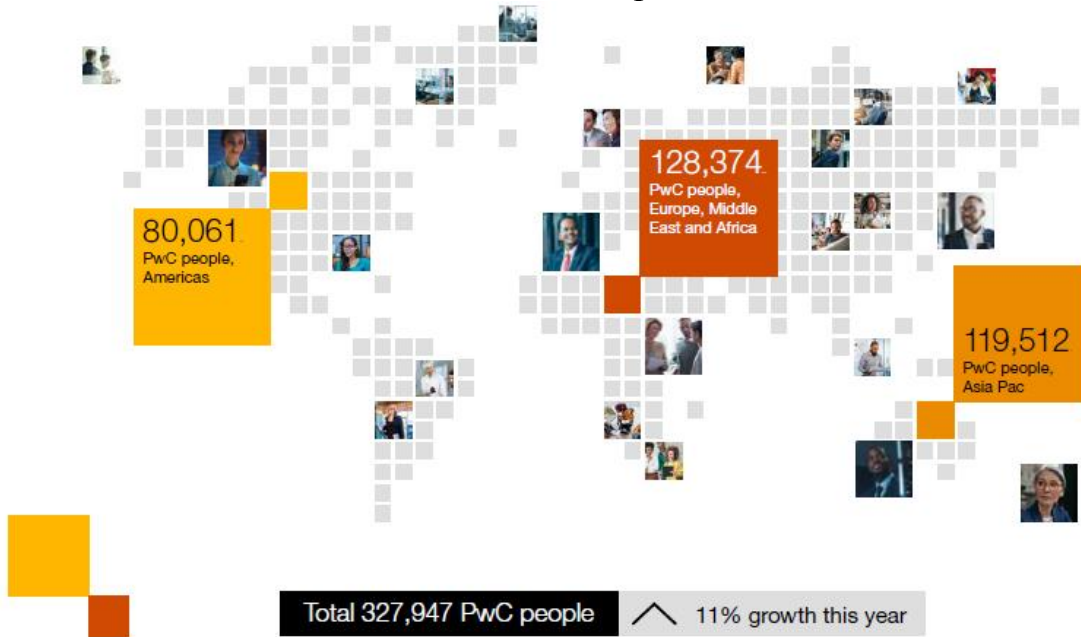 128,374
PwC people,
Europe, Middle
East and Africa
80,061
PwC people,
Americas
119,512
PwC people,
Asia Pac
Total 327,947 PwC people
11% growth this year